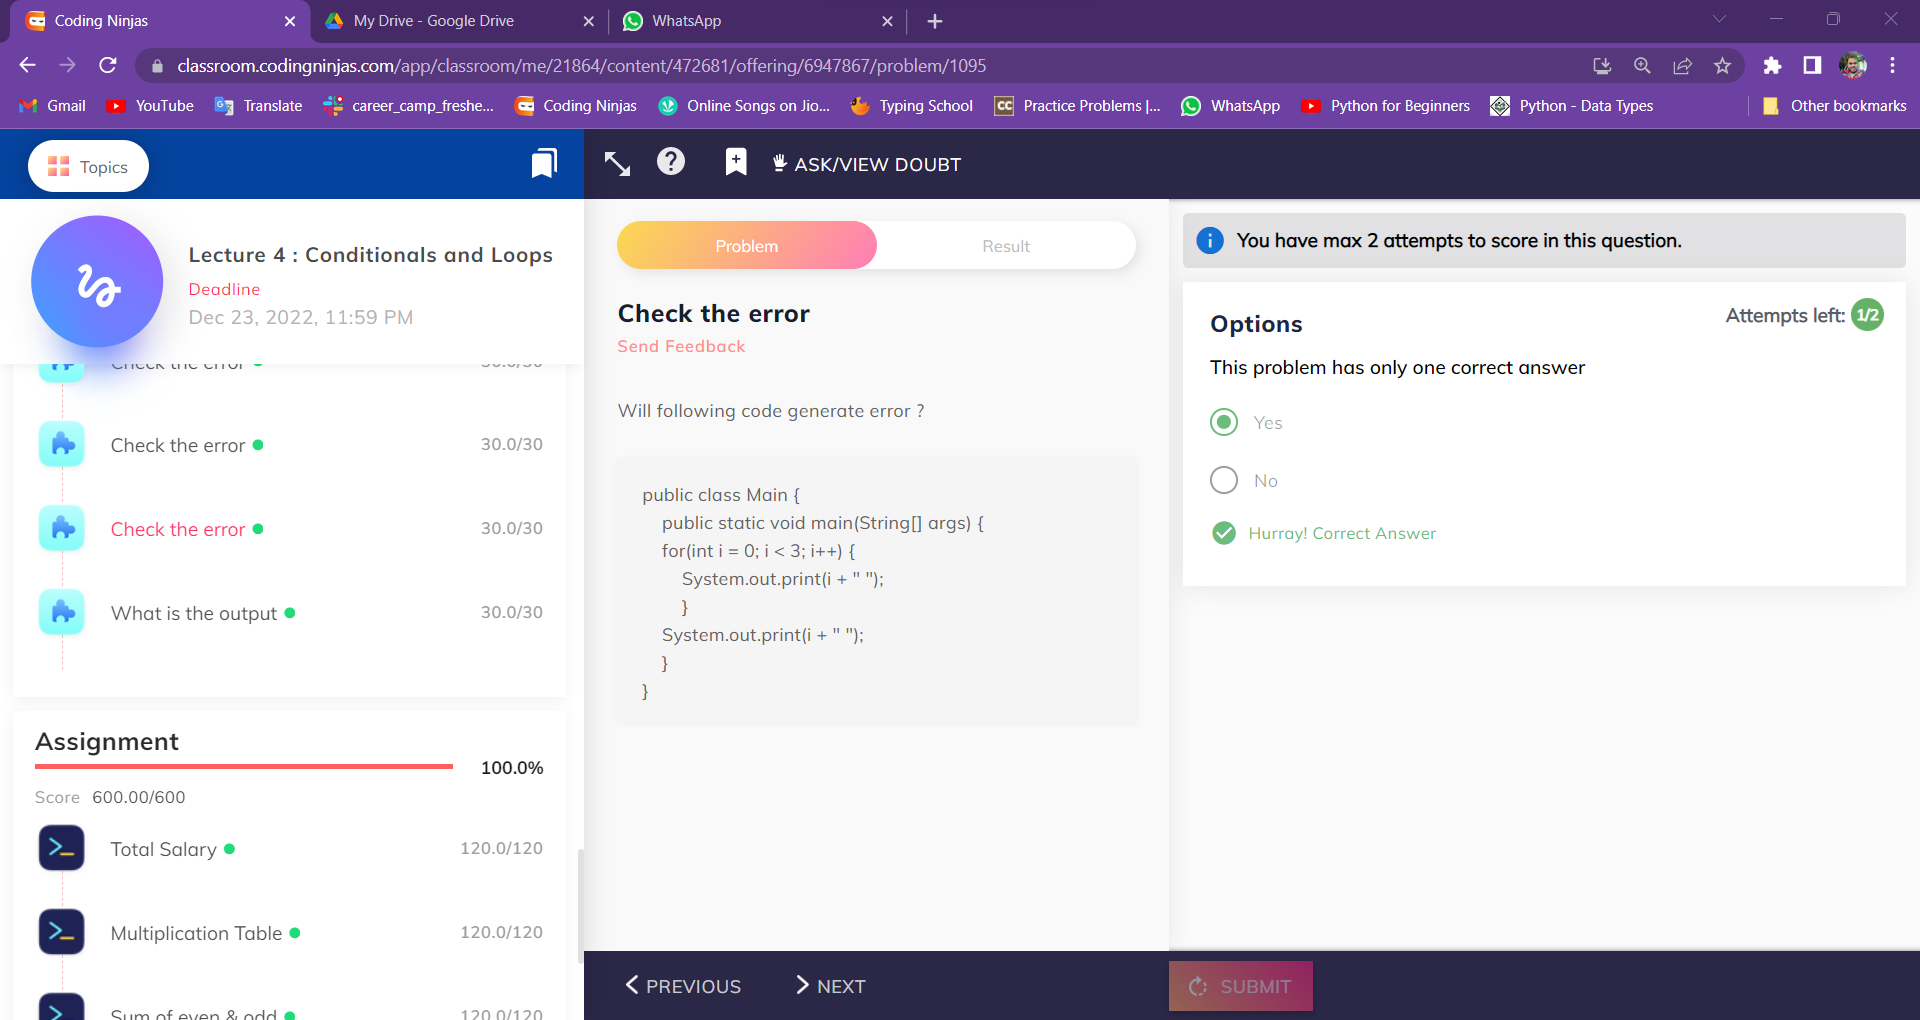 Coding Ninjas
My Drive - Google Drive
WhatsApp
classroom.codingninjas.com/app/classroom/me/21864/content/472681/offering/6947867/problem/1095
Gmail
YouTube
Translate
career_camp_freshe...
Coding Ninjas
Online Songs on Jio...
Typing School
CC
Practice Problems |...
WhatsApp
Python for Beginners
Python - Data Types
Other bookmarks
Topics
ASK/VIEW DOUBT
Lecture 4 : Conditionals and Loops
Deadline
Dec 23, 2022, 11:59 PM
Check the error 30.0/30
Check the error 30.0/30
Check the error 30.0/30
What is the output 30.0/30
Assignment
100.0%
Score 600.00/600
Total Salary 120.0/120
Multiplication Table 120.0/120
Sum of even & odd 120.0/120
Problem
Result
Check the error
Send Feedback
Will following code generate error ?
public class Main {
public static void main(String[] args) {
for(int i = 0; i < 3; i++) {
System.out.print(i + " ");
}
System.out.print(i + " ");
}
}
PREVIOUS
NEXT
You have max 2 attempts to score in this question.
Options
Attempts left: 1/2
This problem has only one correct answer
Yes
No
Hurray! Correct Answer
SUBMIT